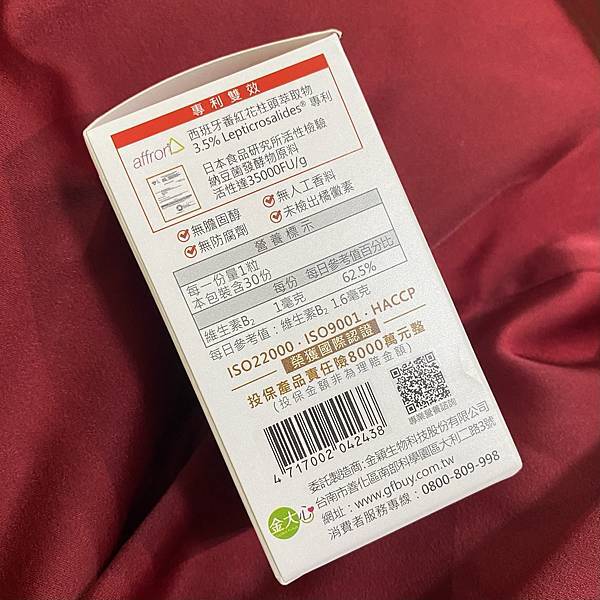 專利雙效
affron
西班牙番紅花柱頭萃取物
3.5% Lepticrosalides® 專利
日本食品研究所活性檢驗
納豆菌發酵物原料
活性達35000FU/g
無膽固醇 無人工香料
無防腐劑 未檢出橘黴素
營養標示
每一份量1粒
本包裝含30份
每份 每日參考值百分比
維生素B₂ 1毫克 62.5%
每日參考值：維生素B₂ 1.6毫克
ISO22000．ISO9001．HACCP
榮獲國際認證
投保產品責任險8000萬元整
(投保金額非為理賠金額)
4 717002 042438
專業營養諮詢
委託製造商：金穎生物科技股份有限公司
台南市善化區南部科學園區大利二路3號
網址：www.gfbuy.com.tw
消費者服務專線：0800-809-998
金大心